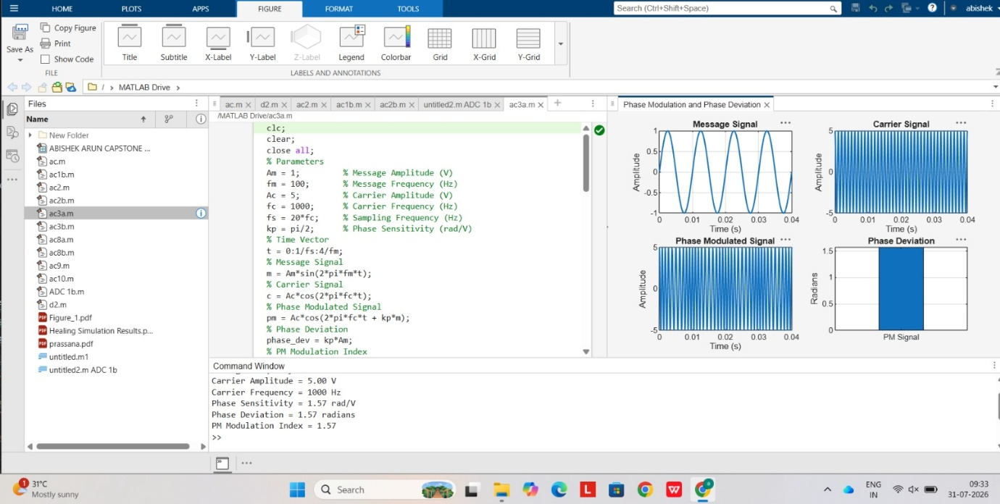 HOME PLOTS APPS FIGURE FORMAT TOOLS Search (Ctrl+Shift+Space) abishek
Save As
Copy Figure
Print
Show Code
FILE
Title Subtitle X-Label Y-Label Z-Label Legend Colorbar Grid X-Grid Y-Grid
LABELS AND ANNOTATIONS
/ > MATLAB Drive >
Files
Name
New Folder
ABISHEK ARUN CAPSTONE ...
ac.m
ac1b.m
ac2.m
ac2b.m
ac3a.m
ac3b.m
ac8a.m
ac8b.m
ac9.m
ac10.m
ADC 1b.m
d2.m
Figure_1.pdf
Healing Simulation Results.p...
prassana.pdf
untitled.m1
untitled2.m ADC 1b
ac.m × d2.m × ac2.m × ac1b.m × ac2b.m × untitled2.m ADC 1b × ac3a.m × +
/MATLAB Drive/ac3a.m
clc;
clear;
close all;
% Parameters
Am = 1; % Message Amplitude (V)
fm = 100; % Message Frequency (Hz)
Ac = 5; % Carrier Amplitude (V)
fc = 1000; % Carrier Frequency (Hz)
fs = 20*fc; % Sampling Frequency (Hz)
kp = pi/2; % Phase Sensitivity (rad/V)
% Time Vector
t = 0:1/fs:4/fm;
% Message Signal
m = Am*sin(2*pi*fm*t);
% Carrier Signal
c = Ac*cos(2*pi*fc*t);
% Phase Modulated Signal
pm = Ac*cos(2*pi*fc*t + kp*m);
% Phase Deviation
phase_dev = kp*Am;
% PM Modulation Index
Phase Modulation and Phase Deviation ×
Message Signal
Amplitude
1
0.5
0
-0.5
-1
0 0.01 0.02 0.03 0.04
Time (s)
Carrier Signal
Amplitude
5
0
-5
0 0.01 0.02 0.03 0.04
Time (s)
Phase Modulated Signal
Amplitude
5
0
-5
0 0.01 0.02 0.03 0.04
Time (s)
Phase Deviation
Radians
1.5
1
0.5
0
PM Signal
Command Window
Carrier Amplitude = 5.00 V
Carrier Frequency = 1000 Hz
Phase Sensitivity = 1.57 rad/V
Phase Deviation = 1.57 radians
PM Modulation Index = 1.57
>>
1
31°C
Mostly sunny
Search
ENG
IN
09:33
31-07-2026